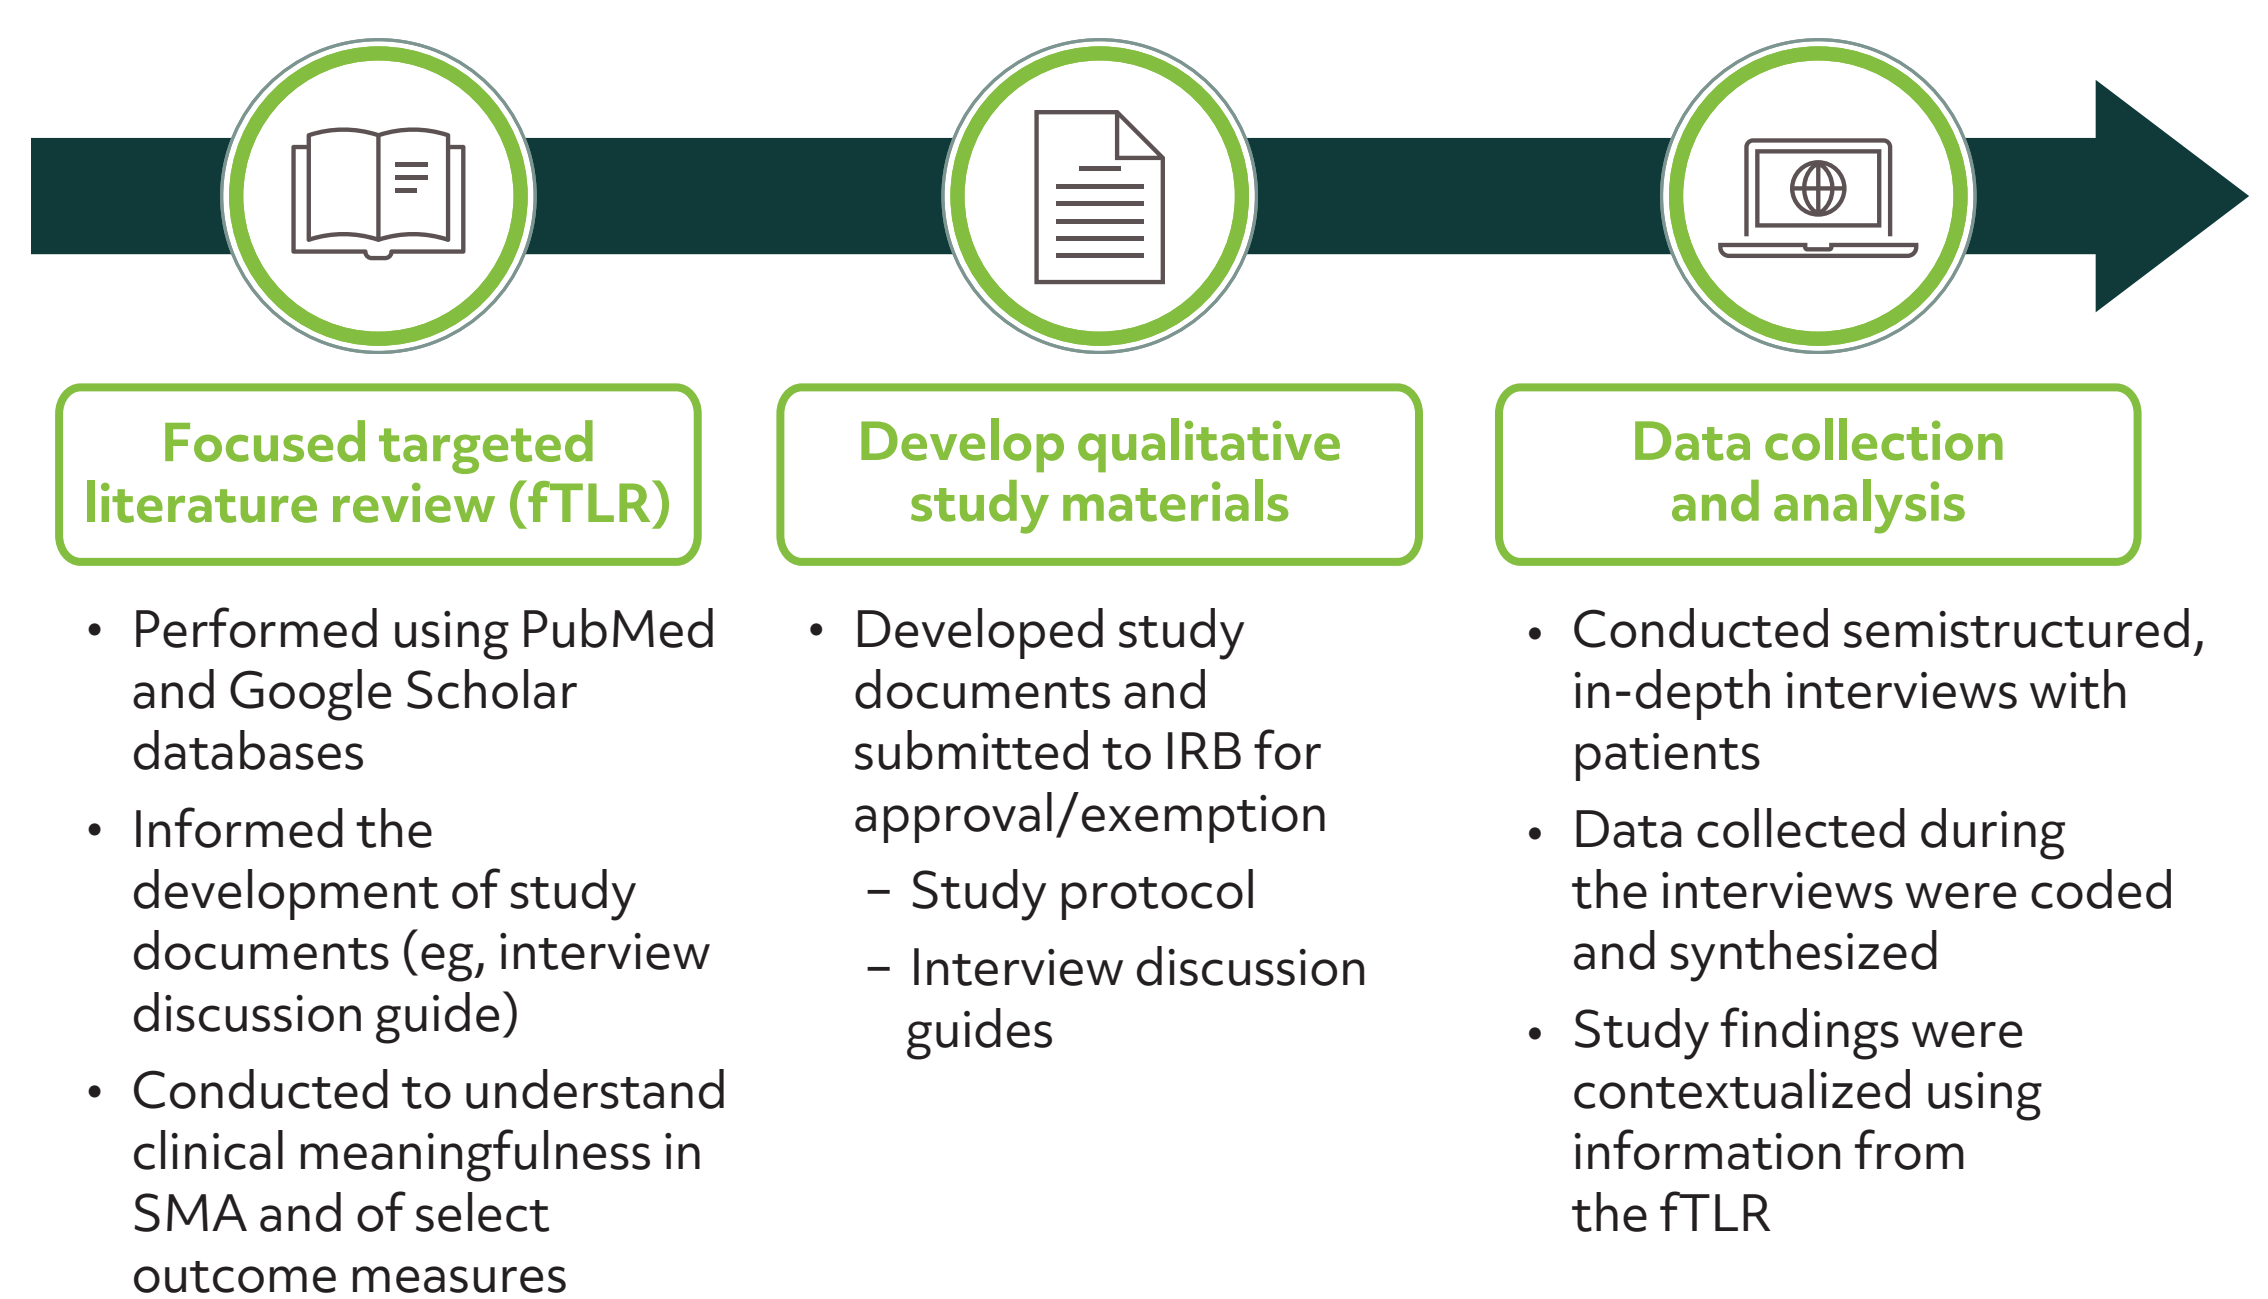 Focused targeted
literature review (fTLR)
• Performed using PubMed
and Google Scholar
databases
• Informed the
development of study
documents (eg, interview
discussion guide)
• Conducted to understand
clinical meaningfulness in
SMA and of select
outcome measures
Develop qualitative
study materials
• Developed study
documents and
submitted to IRB for
approval/exemption
– Study protocol
– Interview discussion
guides
Data collection
and analysis
• Conducted semistructured,
in-depth interviews with
patients
• Data collected during
the interviews were coded
and synthesized
• Study findings were
contextualized using
information from
the fTLR